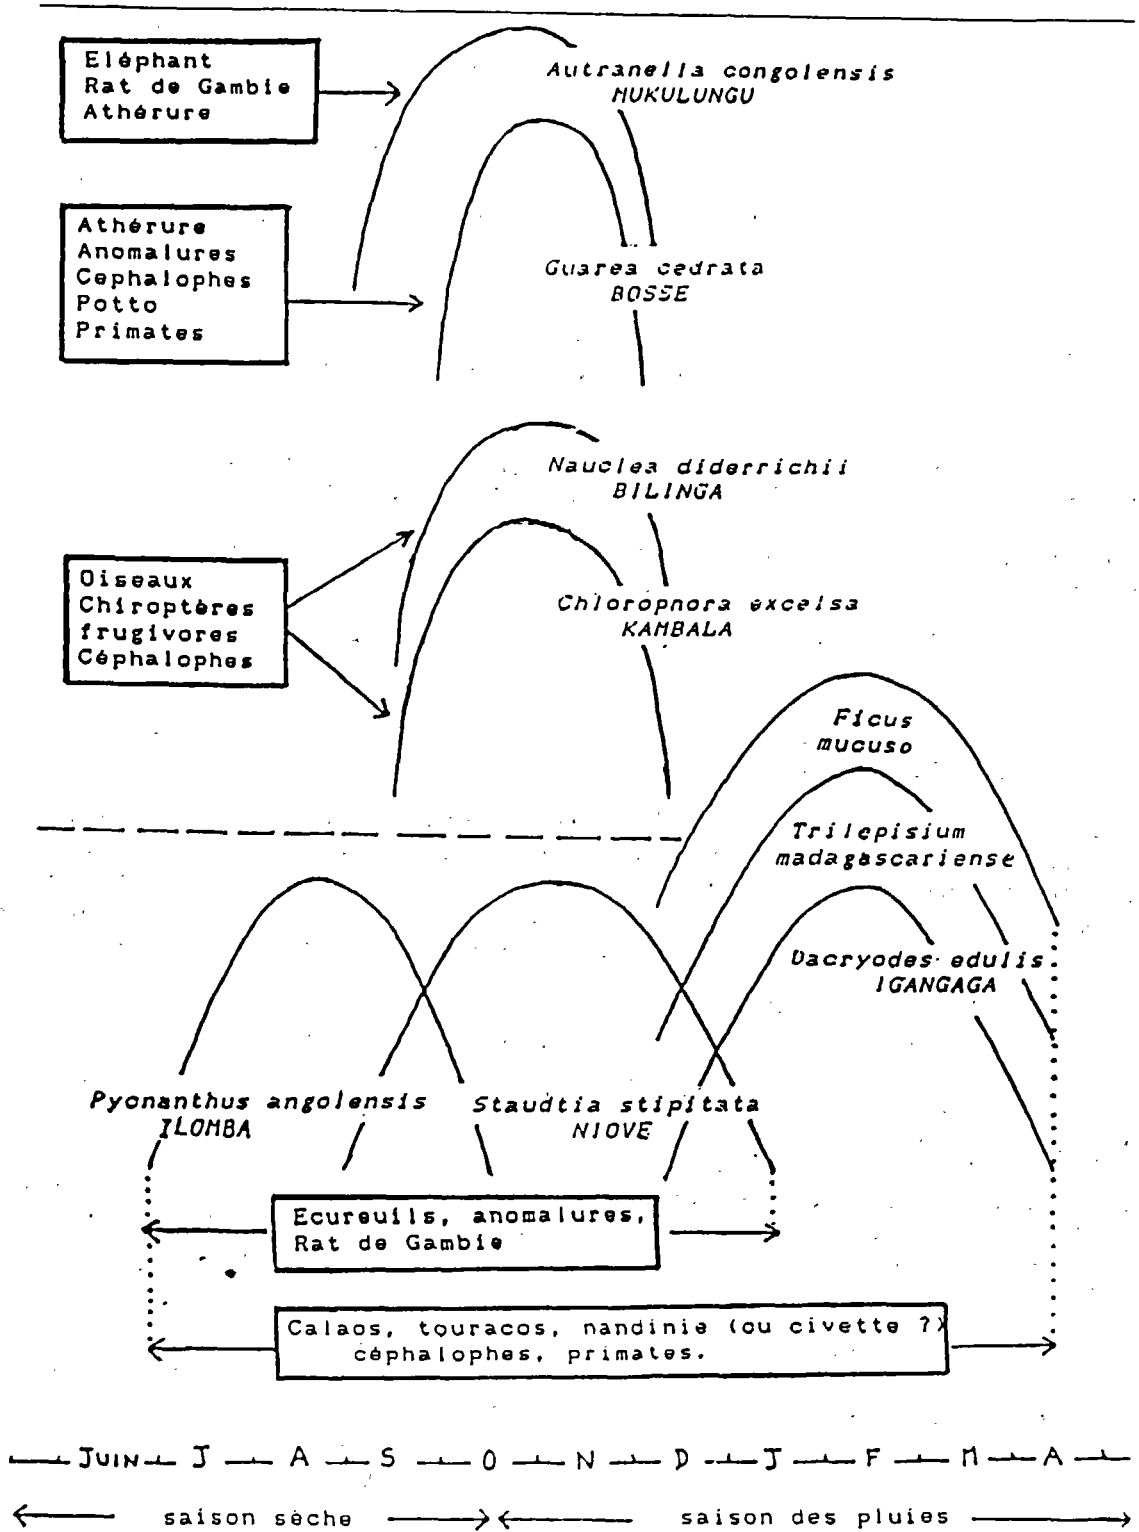 Eléphant
Rat de Gambie
Athérure
Autranella congolensis
MUKULUNGU
Athérure
Anomalures
Cephalophes
Potto
Primates
Guarea cedrata
BOSSE
Nauclea diderrichii
BILINGA
Oiseaux
Chiroptères
frugivores
Céphalophes
Chloropnora excelsa
KAMBALA
Ficus
mucuso
Trilepisium
madagascariense
Dacryodes edulis
IGANGAGA
Pyonanthus angolensis
ILOMBA
Staudtia stipitata
NIOVE
Ecureuils, anomalures,
Rat de Gambie
Calaos, touracos, nandinie (ou civette ?)
céphalophes, primates.
JUIN J A S O N D J F M A
saison sèche saison des pluies